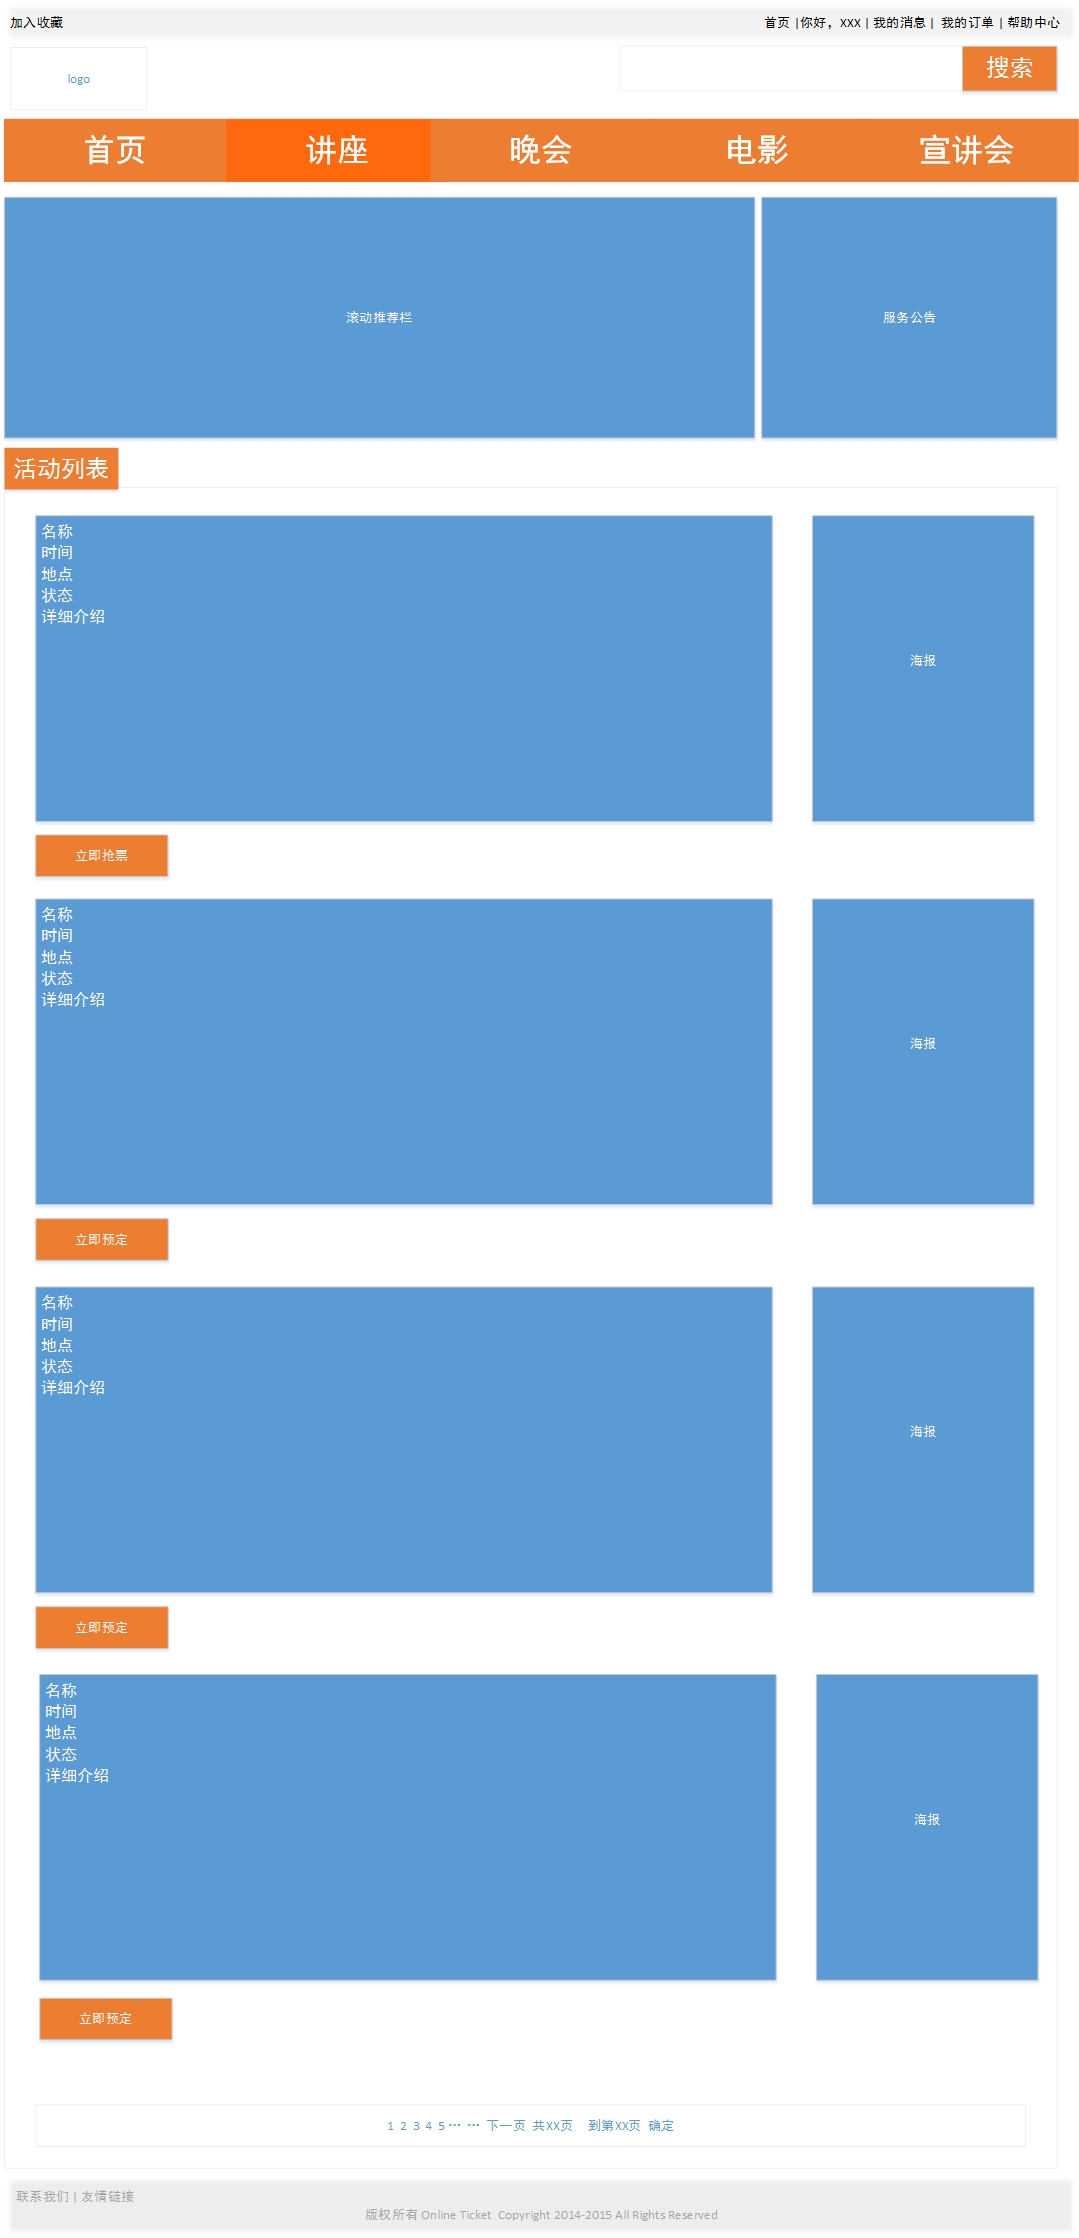 加入收藏
首页 |你好，XXX | 我的消息 | 我的订单 | 帮助中心
logo
搜索
首页 讲座 晚会 电影 宣讲会
滚动推荐栏
服务公告
活动列表
名称
时间
地点
状态
详细介绍
海报
立即抢票
名称
时间
地点
状态
详细介绍
海报
立即预定
名称
时间
地点
状态
详细介绍
海报
立即预定
名称
时间
地点
状态
详细介绍
海报
立即预定
1 2 3 4 5 … … 下一页 共XX页 到第XX页 确定
联系我们 | 友情链接
版权所有 Online Ticket Copyright 2014-2015 All Rights Reserved